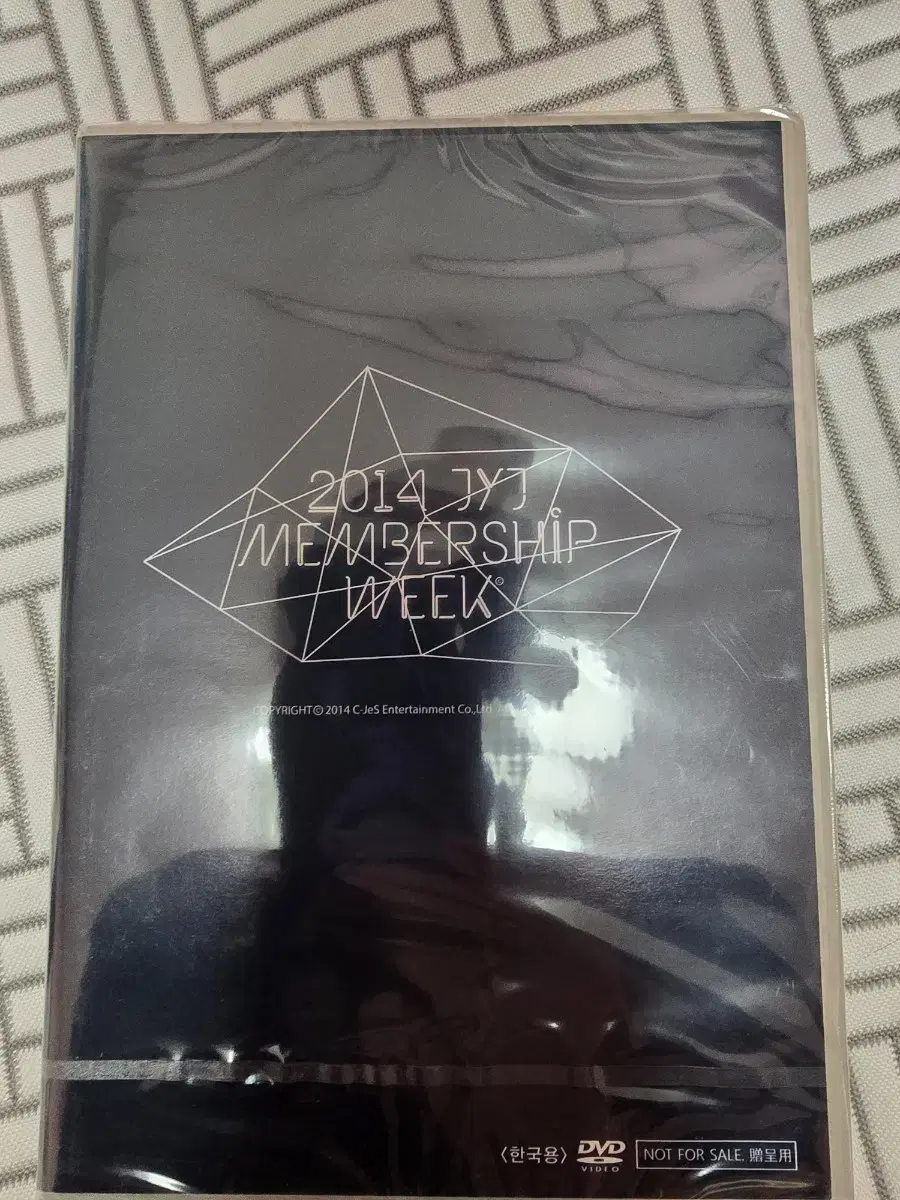 2014 JYJ
MEMBERSHIP
WEEK©
COPYRIGHT© 2014 C-JeS Entertainment Co.,Ltd.
〈한국용〉 DVD VIDEO NOT FOR SALE. 贈呈用